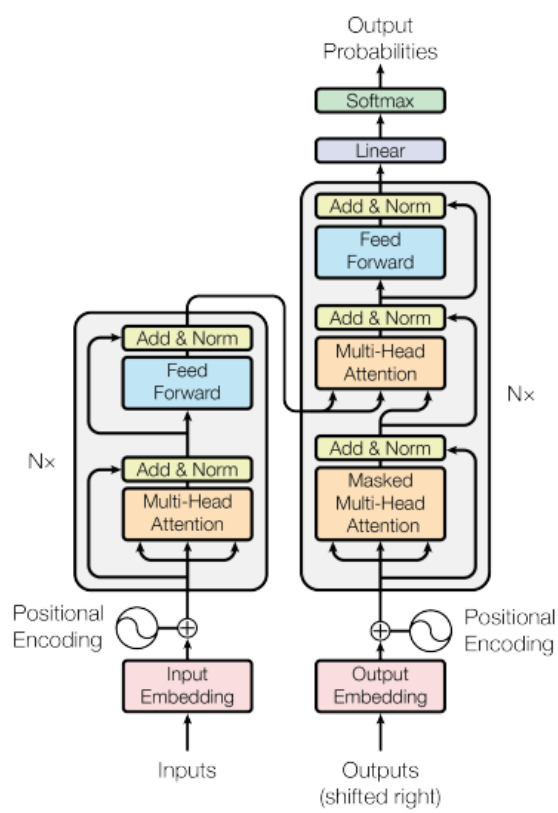 Output
Probabilities
Softmax
Linear
Add & Norm
Feed
Forward
Add & Norm
Multi-Head
Attention
Add & Norm
Masked
Multi-Head
Attention
N×
Positional
Encoding
Output
Embedding
Outputs
(shifted right)
Add & Norm
Feed
Forward
Add & Norm
Multi-Head
Attention
N×
Positional
Encoding
Input
Embedding
Inputs